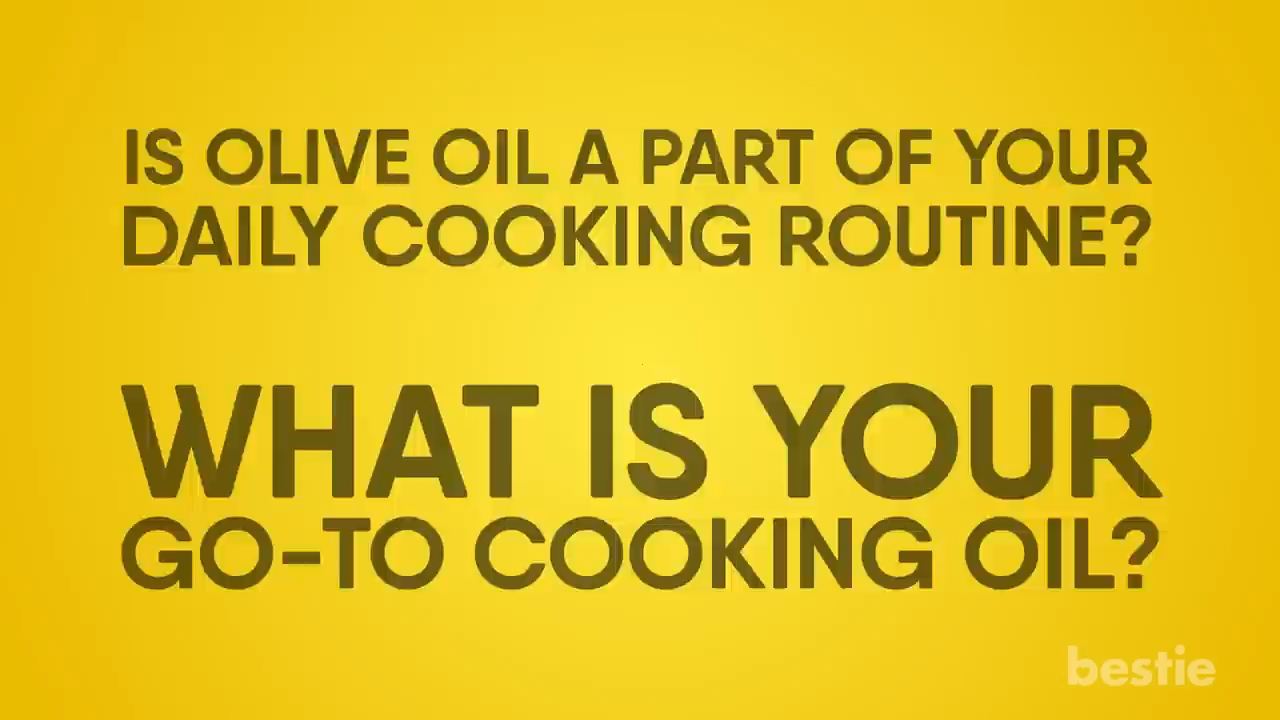 IS OLIVE OIL A PART OF YOUR
DAILY COOKING ROUTINE?
WHAT IS YOUR
GO-TO COOKING OIL?
bestie